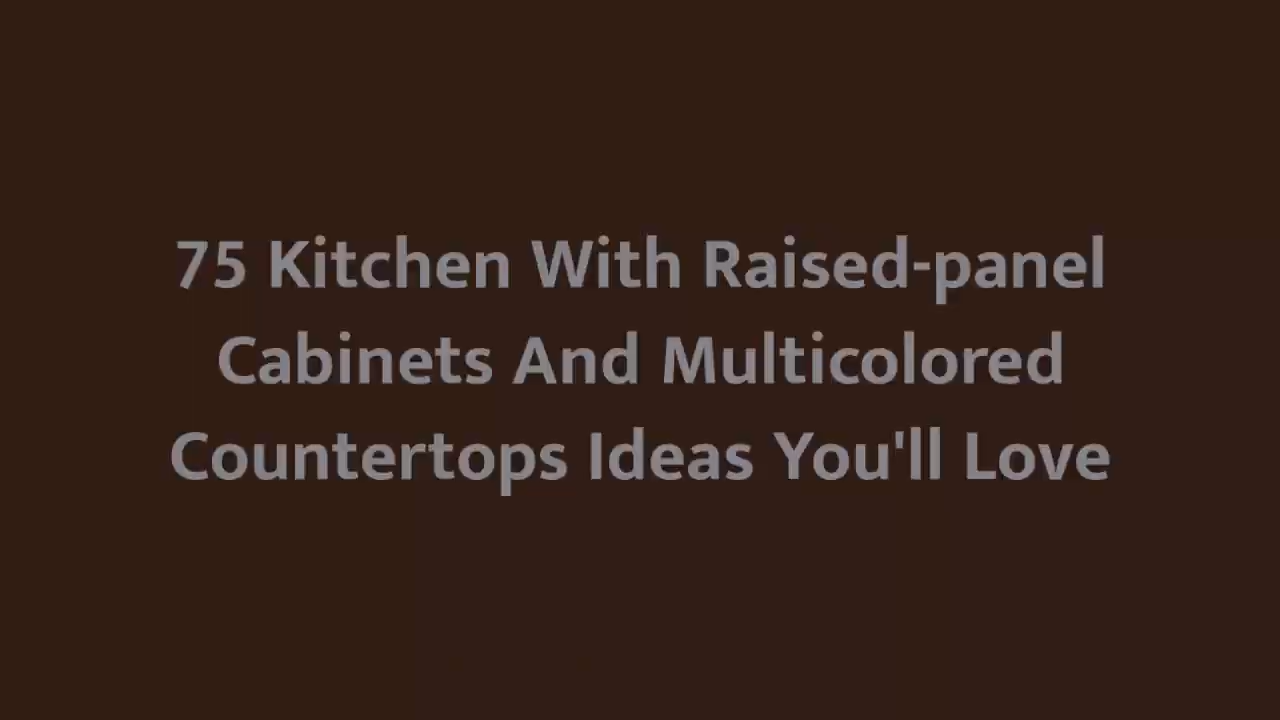 75 Kitchen With Raised-panel
Cabinets And Multicolored
Countertops Ideas You'll Love